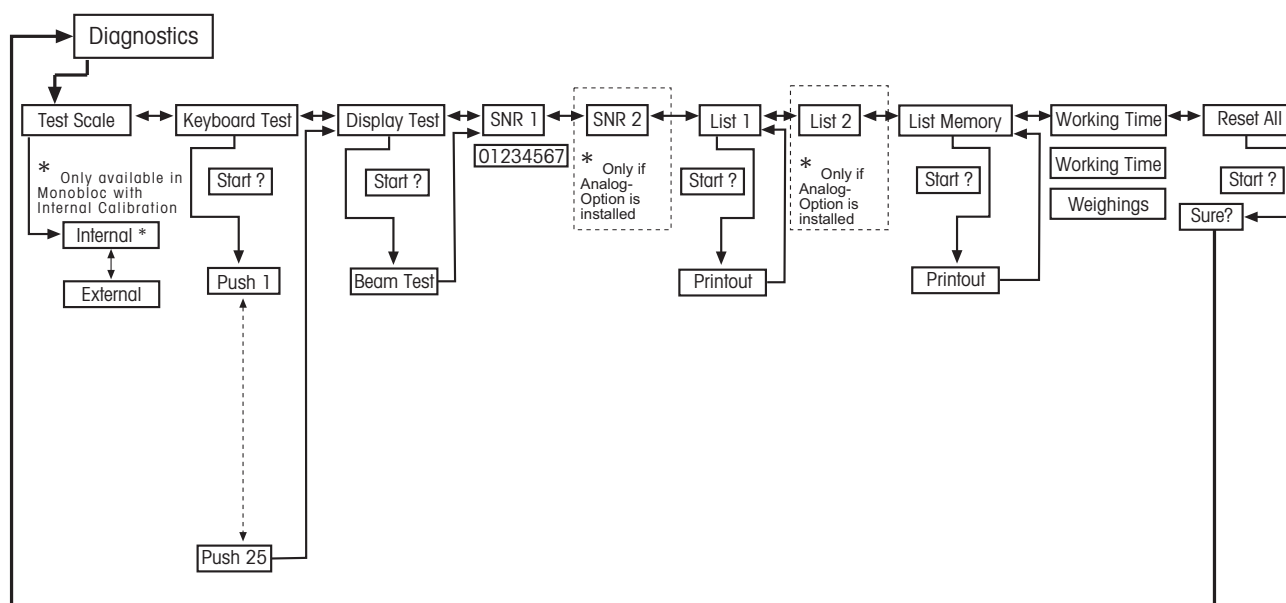 Diagnostics
Test Scale
Keyboard Test
Display Test
SNR 1
SNR 2
List 1
List 2
List Memory
Working Time
Reset All
01234567
* Only available in
Monobloc with
Internal Calibration
Internal *
External
Start ?
Push 1
Push 25
Start ?
Beam Test
* Only if
Analog-
Option is
installed
Start ?
Printout
* Only if
Analog-
Option is
installed
Start ?
Printout
Working Time
Weighings
Start ?
Sure?